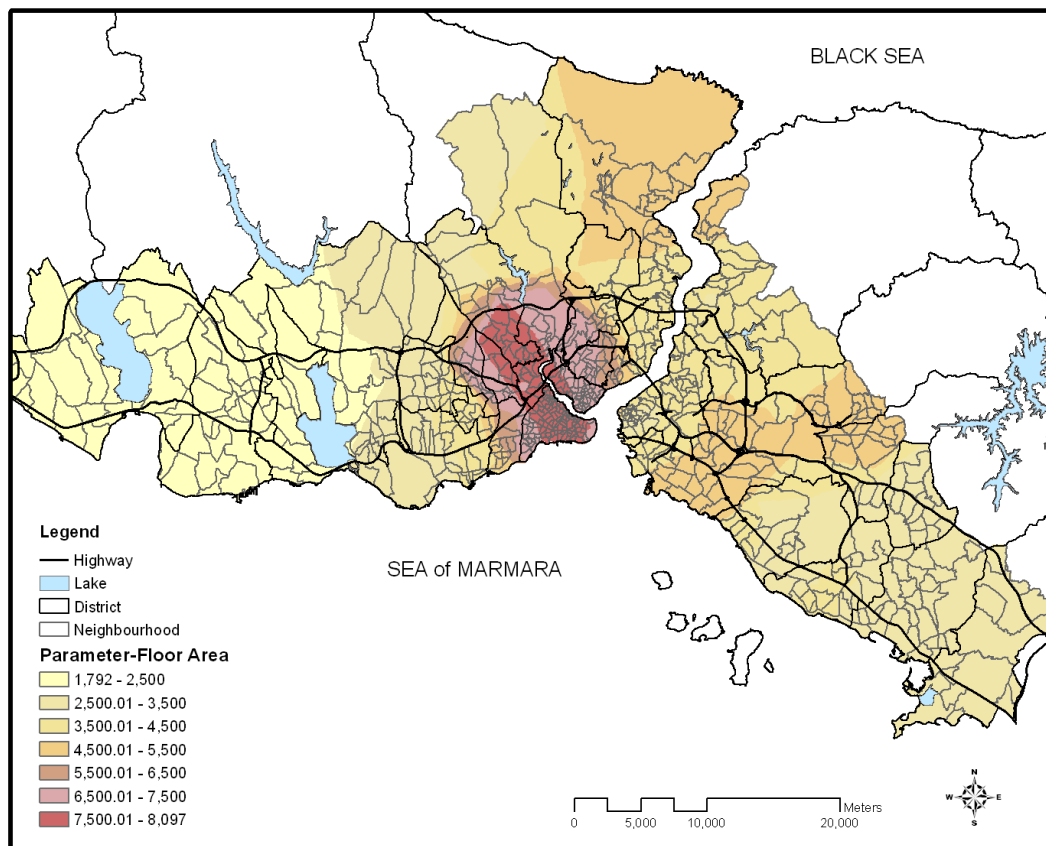 BLACK SEA
SEA of MARMARA
Legend
Highway
Lake
District
Neighbourhood
Parameter-Floor Area
1,792 - 2,500
2,500.01 - 3,500
3,500.01 - 4,500
4,500.01 - 5,500
5,500.01 - 6,500
6,500.01 - 7,500
7,500.01 - 8,097
Meters
0 5,000 10,000 20,000
N
W E
S